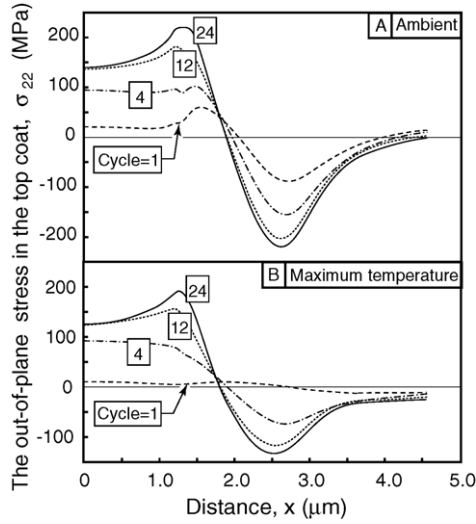 The out-of-plane stress in the top coat, σ22 (MPa)
A Ambient
200
100
0
-100
-200
24
12
4
Cycle=1
B Maximum temperature
200
100
0
-100
24
12
4
Cycle=1
0 1.0 2.0 3.0 4.0 5.0
Distance, x (μm)